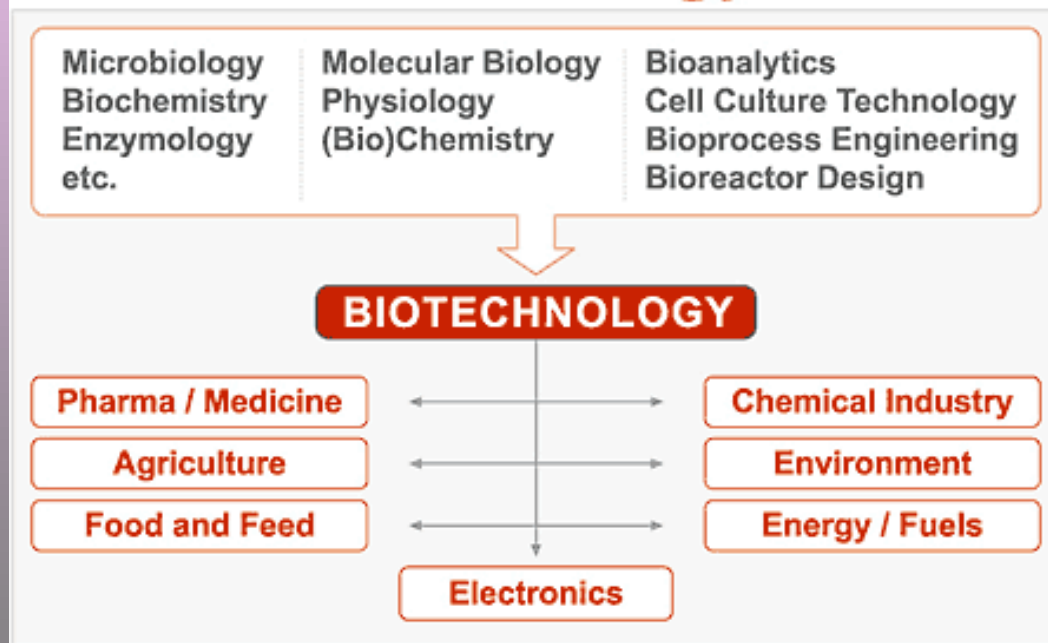 Microbiology
Biochemistry
Enzymology
etc.
Molecular Biology
Physiology
(Bio)Chemistry
Bioanalytics
Cell Culture Technology
Bioprocess Engineering
Bioreactor Design
BIOTECHNOLOGY
Pharma / Medicine
Chemical Industry
Agriculture
Environment
Food and Feed
Energy / Fuels
Electronics